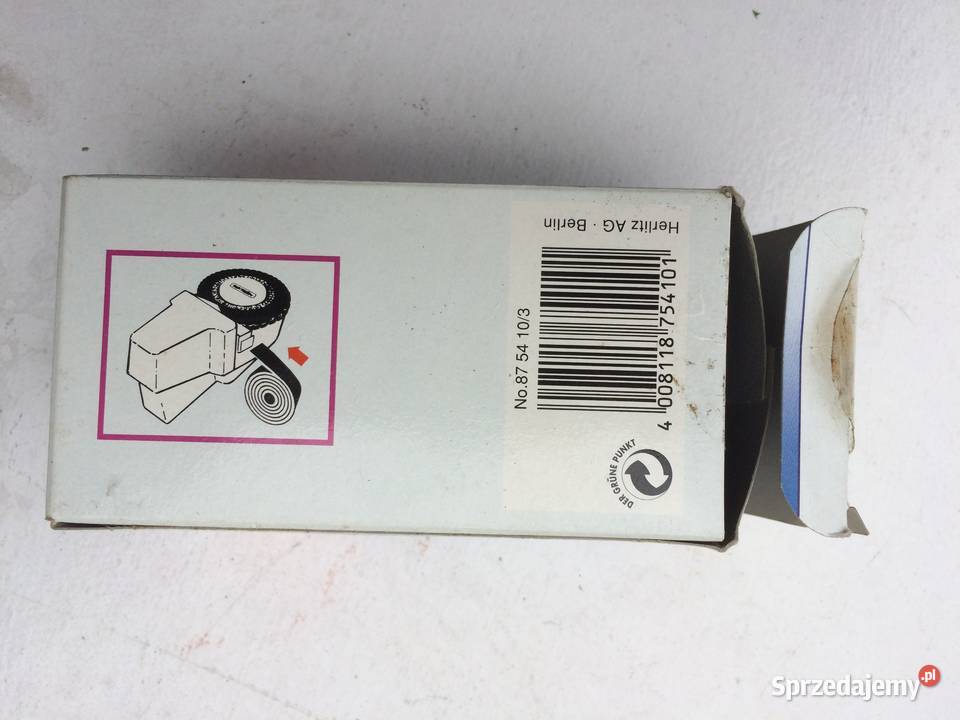 Herlitz AG · Berlin
No.87 54 10/3
4 008118 754101
DER GRÜNE PUNKT
Sprzedajemy.pl